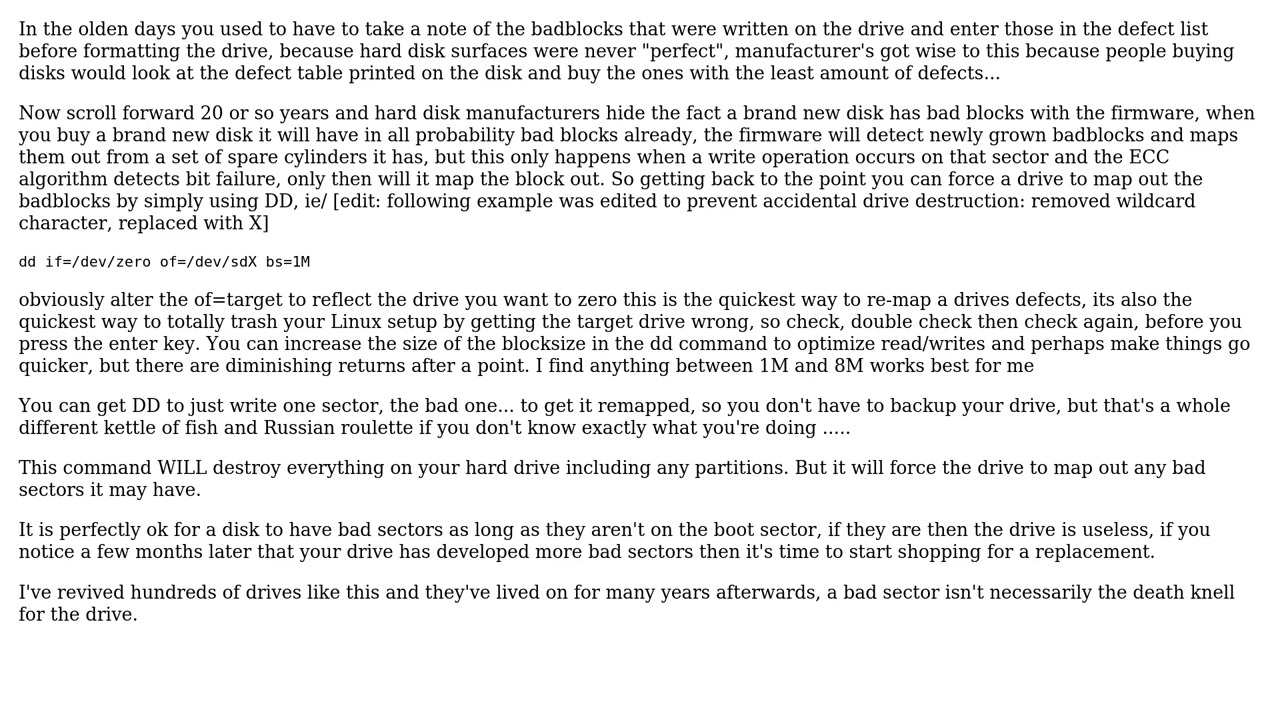 In the olden days you used to have to take a note of the badblocks that were written on the drive and enter those in the defect list
before formatting the drive, because hard disk surfaces were never "perfect", manufacturer's got wise to this because people buying
disks would look at the defect table printed on the disk and buy the ones with the least amount of defects...
Now scroll forward 20 or so years and hard disk manufacturers hide the fact a brand new disk has bad blocks with the firmware, when
you buy a brand new disk it will have in all probability bad blocks already, the firmware will detect newly grown badblocks and maps
them out from a set of spare cylinders it has, but this only happens when a write operation occurs on that sector and the ECC
algorithm detects bit failure, only then will it map the block out. So getting back to the point you can force a drive to map out the
badblocks by simply using DD, ie/ [edit: following example was edited to prevent accidental drive destruction: removed wildcard
character, replaced with X]
dd if=/dev/zero of=/dev/sdX bs=1M
obviously alter the of=target to reflect the drive you want to zero this is the quickest way to re-map a drives defects, its also the
quickest way to totally trash your Linux setup by getting the target drive wrong, so check, double check then check again, before you
press the enter key. You can increase the size of the blocksize in the dd command to optimize read/writes and perhaps make things go
quicker, but there are diminishing returns after a point. I find anything between 1M and 8M works best for me
You can get DD to just write one sector, the bad one... to get it remapped, so you don't have to backup your drive, but that's a whole
different kettle of fish and Russian roulette if you don't know exactly what you're doing .....
This command WILL destroy everything on your hard drive including any partitions. But it will force the drive to map out any bad
sectors it may have.
It is perfectly ok for a disk to have bad sectors as long as they aren't on the boot sector, if they are then the drive is useless, if you
notice a few months later that your drive has developed more bad sectors then it's time to start shopping for a replacement.
I've revived hundreds of drives like this and they've lived on for many years afterwards, a bad sector isn't necessarily the death knell
for the drive.